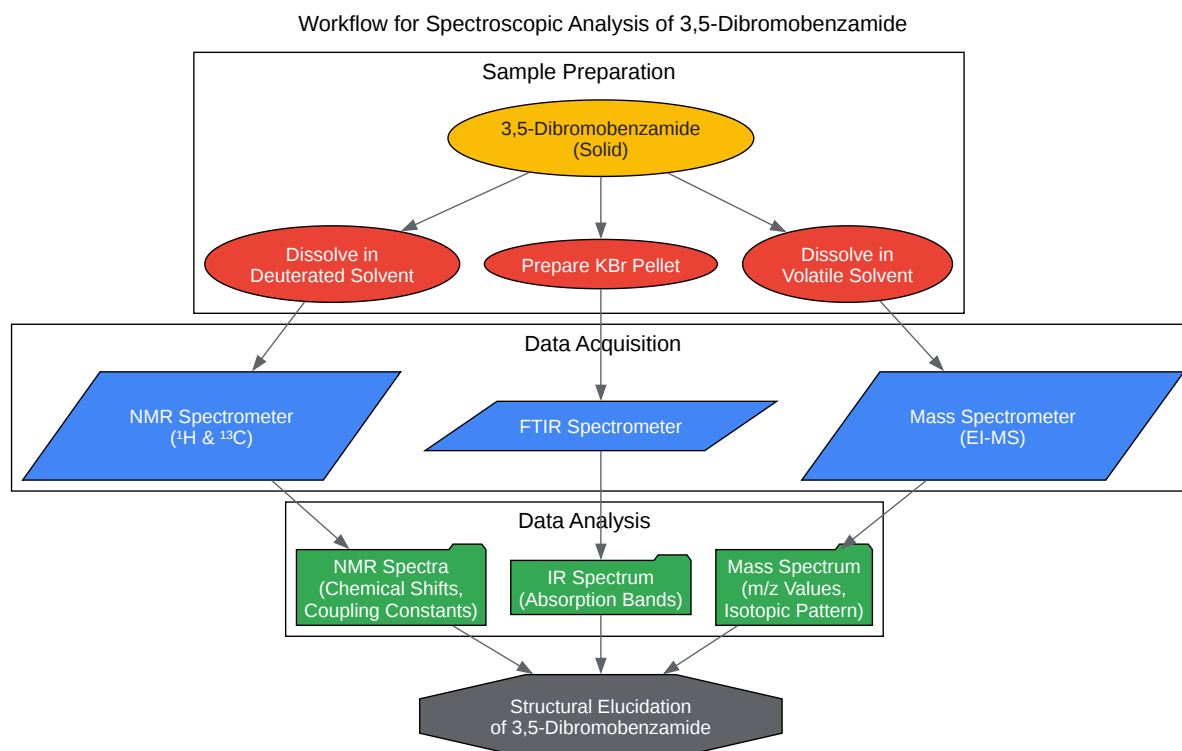 Workflow for Spectroscopic Analysis of 3,5-Dibromobenzamide
Sample Preparation
3,5-Dibromobenzamide
(Solid)
Dissolve in
Deuterated Solvent
Prepare KBr Pellet
Dissolve in
Volatile Solvent
Data Acquisition
NMR Spectrometer
(¹H & ¹³C)
FTIR Spectrometer
Mass Spectrometer
(EI-MS)
Data Analysis
NMR Spectra
(Chemical Shifts,
Coupling Constants)
IR Spectrum
(Absorption Bands)
Mass Spectrum
(m/z Values,
Isotopic Pattern)
Structural Elucidation
of 3,5-Dibromobenzamide